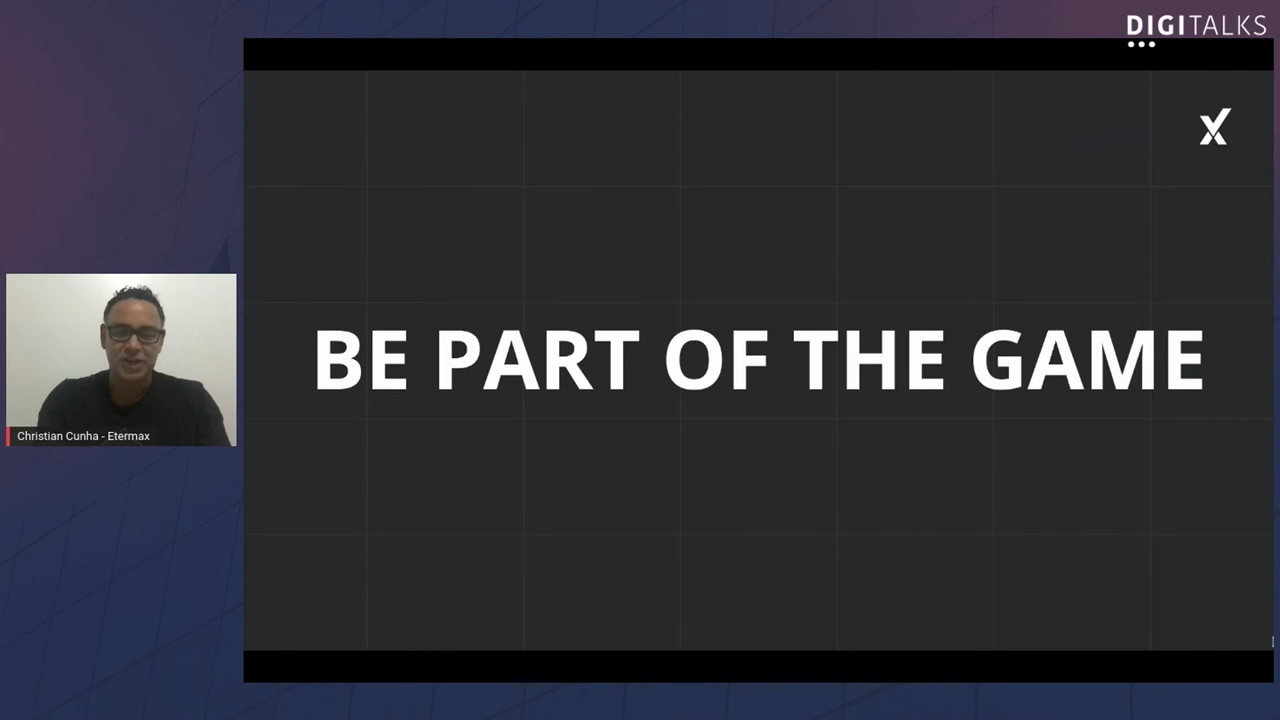 DIGITALKS
BE PART OF THE GAME
Christian Cunha - Etermax